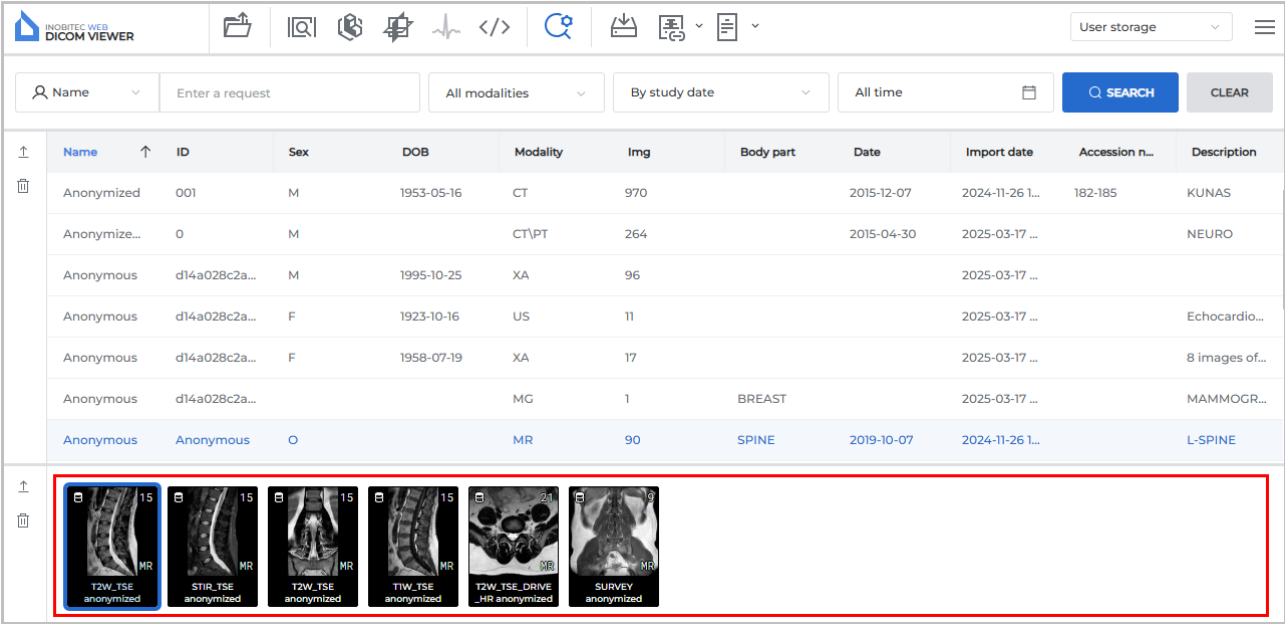 INOBITEC WEB
DICOM VIEWER
User storage
Name Enter a request All modalities By study date All time SEARCH CLEAR
Name ID Sex DOB Modality Img Body part Date Import date Accession n... Description
Anonymized 001 M 1953-05-16 CT 970 2015-12-07 2024-11-26 1... 182-185 KUNAS
Anonymize... 0 M CT\PT 264 2015-04-30 2025-03-17 ... NEURO
Anonymous d14a028c2a... M 1995-10-25 XA 96 2025-03-17 ...
Anonymous d14a028c2a... F 1923-10-16 US 11 2025-03-17 ... Echocardio...
Anonymous d14a028c2a... F 1958-07-19 XA 17 2025-03-17 ... 8 images of...
Anonymous d14a028c2a... MG 1 BREAST 2025-03-17 ... MAMMOGR...
Anonymous Anonymous O MR 90 SPINE 2019-10-07 2024-11-26 1... L-SPINE
15 15 15 15 21 9
MR MR MR MR MR MR
T2W_TSE STIR_TSE T2W_TSE T1W_TSE T2W_TSE_DRIVE SURVEY
anonymized anonymized anonymized anonymized _HR anonymized anonymized